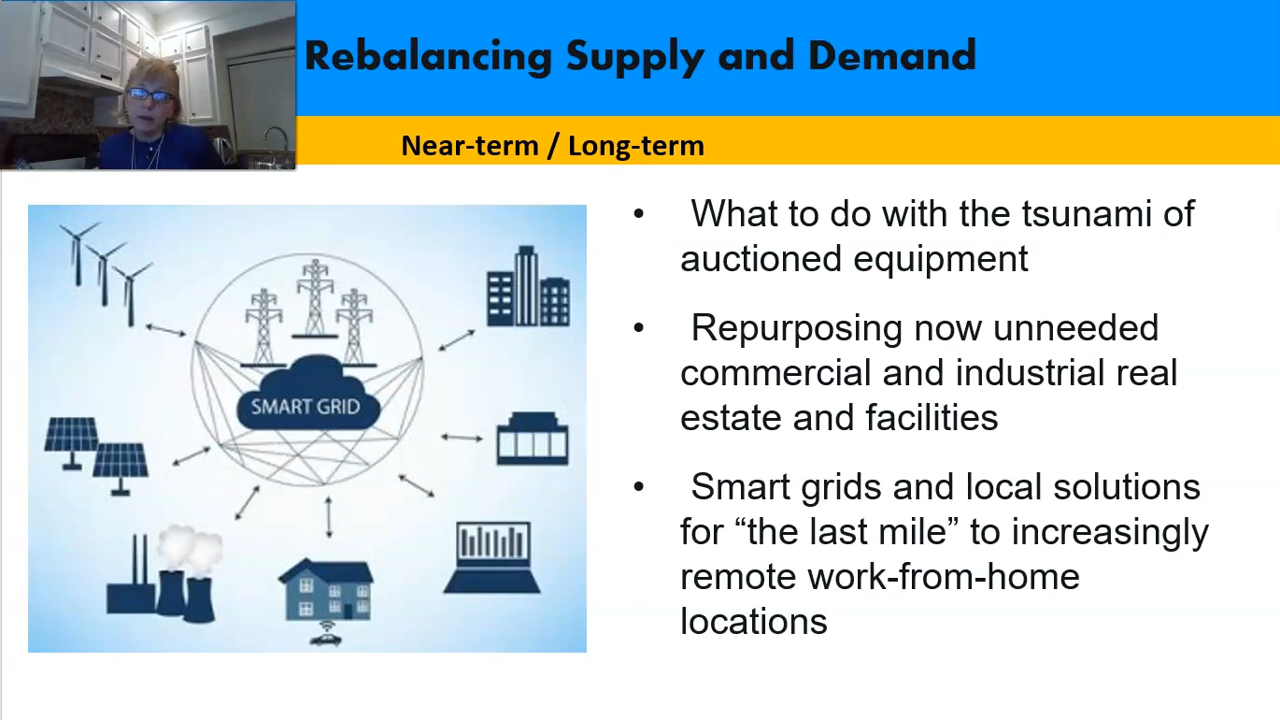 Rebalancing Supply and Demand
Near-term / Long-term
SMART GRID
• What to do with the tsunami of
auctioned equipment
• Repurposing now unneeded
commercial and industrial real
estate and facilities
• Smart grids and local solutions
for “the last mile” to increasingly
remote work-from-home
locations